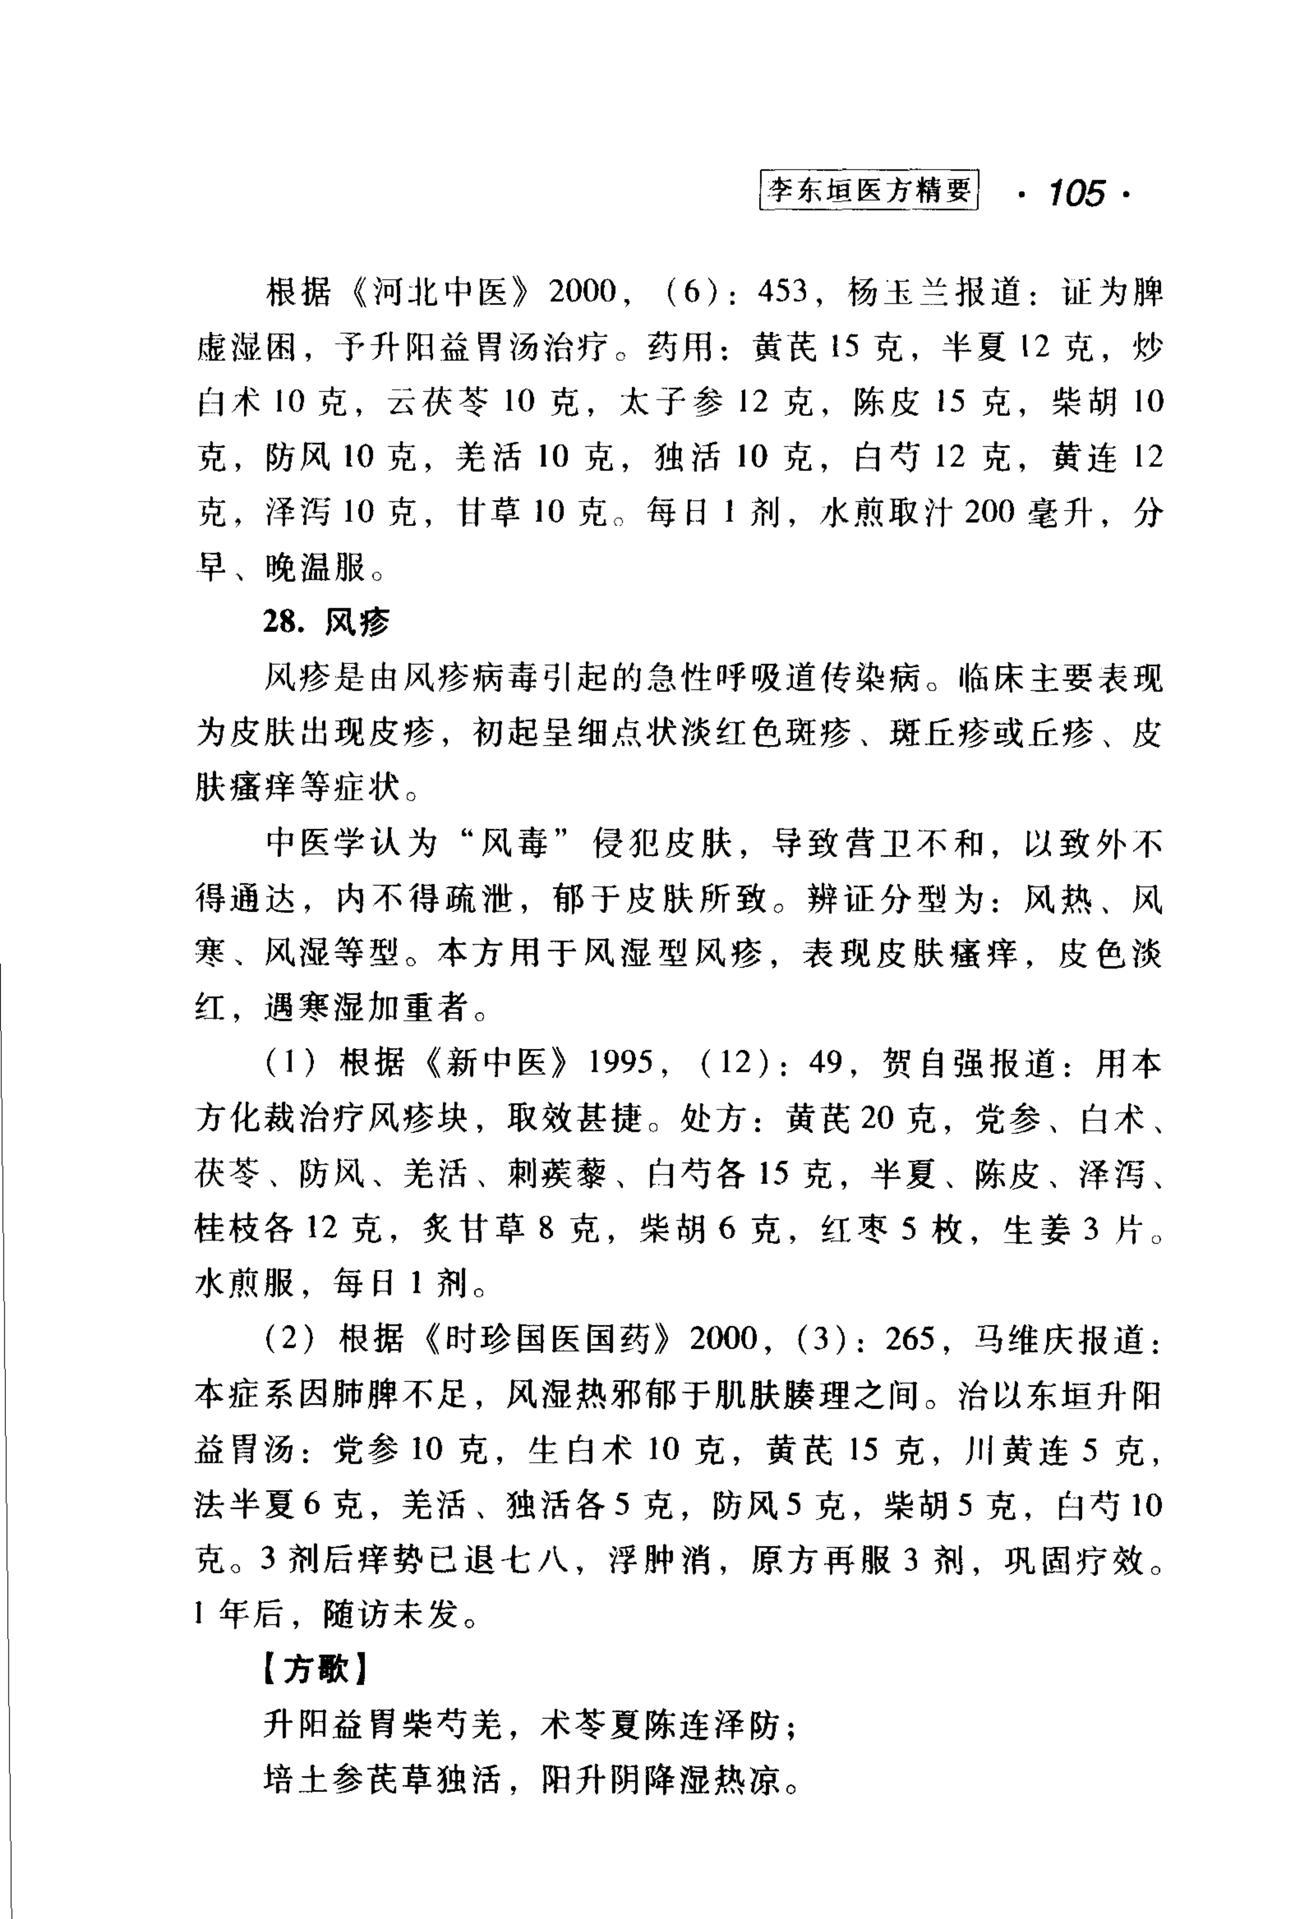 李东垣医方精要 · 105 ·
根据《河北中医》2000，（6）：453，杨玉兰报道：证为脾
虚湿困，予升阳益胃汤治疗。药用：黄芪 15 克，半夏 12 克，炒
白术 10 克，云茯苓 10 克，太子参 12 克，陈皮 15 克，柴胡 10
克，防风 10 克，羌活 10 克，独活 10 克，白芍 12 克，黄连 12
克，泽泻 10 克，甘草 10 克。每日 1 剂，水煎取汁 200 毫升，分
早、晚温服。
28. 风疹
风疹是由风疹病毒引起的急性呼吸道传染病。临床主要表现
为皮肤出现皮疹，初起呈细点状淡红色斑疹、斑丘疹或丘疹、皮
肤瘙痒等症状。
中医学认为“风毒”侵犯皮肤，导致营卫不和，以致外不
得通达，内不得疏泄，郁于皮肤所致。辨证分型为：风热、风
寒、风湿等型。本方用于风湿型风疹，表现皮肤瘙痒，皮色淡
红，遇寒湿加重者。
（1）根据《新中医》1995，（12）：49，贺自强报道：用本
方化裁治疗风疹块，取效甚捷。处方：黄芪 20 克，党参、白术、
茯苓、防风、羌活、刺蒺藜、白芍各 15 克，半夏、陈皮、泽泻、
桂枝各 12 克，炙甘草 8 克，柴胡 6 克，红枣 5 枚，生姜 3 片。
水煎服，每日 1 剂。
（2）根据《时珍国医国药》2000，（3）：265，马维庆报道：
本症系因肺脾不足，风湿热邪郁于肌肤腠理之间。治以东垣升阳
益胃汤：党参 10 克，生白术 10 克，黄芪 15 克，川黄连 5 克，
法半夏 6 克，羌活、独活各 5 克，防风 5 克，柴胡 5 克，白芍 10
克。3 剂后痒势已退七八，浮肿消，原方再服 3 剂，巩固疗效。
1 年后，随访未发。
【方歌】
升阳益胃柴芍羌，术苓夏陈连泽防；
培土参芪草独活，阳升阴降湿热凉。